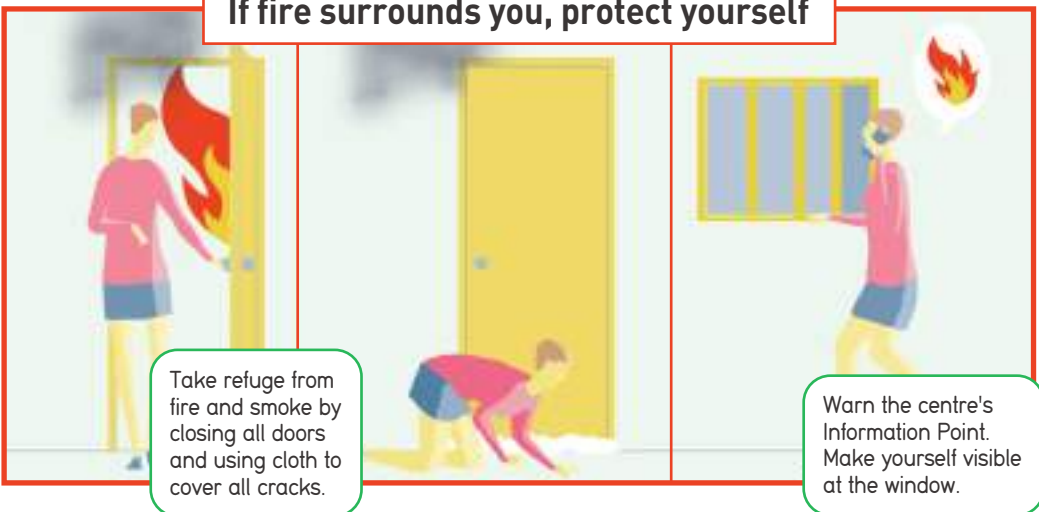 If fire surrounds you, protect yourself
Take refuge from
fire and smoke by
closing all doors
and using cloth to
cover all cracks.
Warn the centre's
Information Point.
Make yourself visible
at the window.